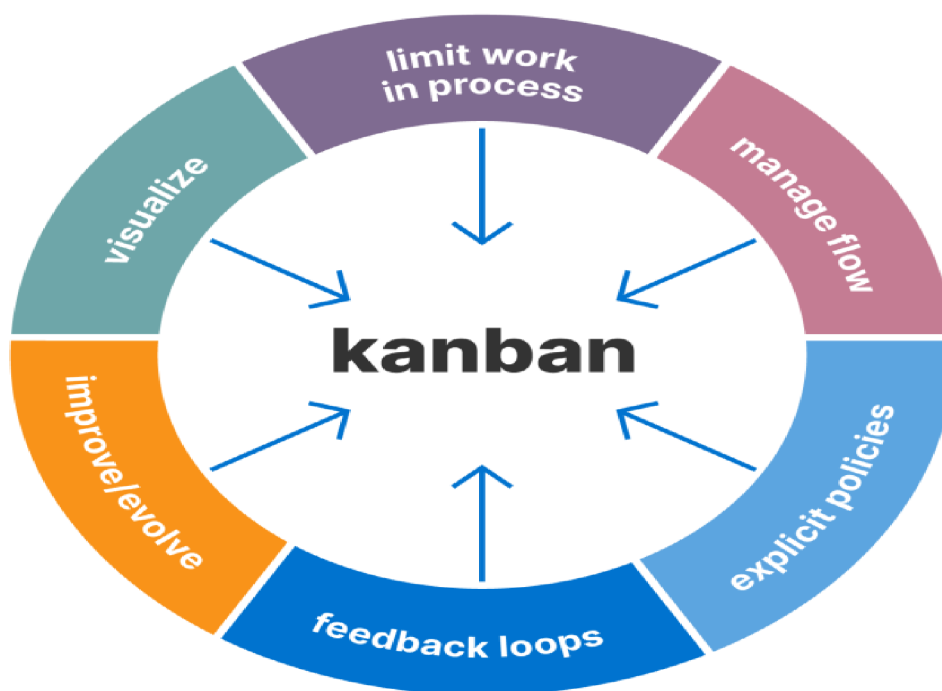 limit work
in process
manage flow
explicit policies
feedback loops
improve/evolve
visualize
kanban